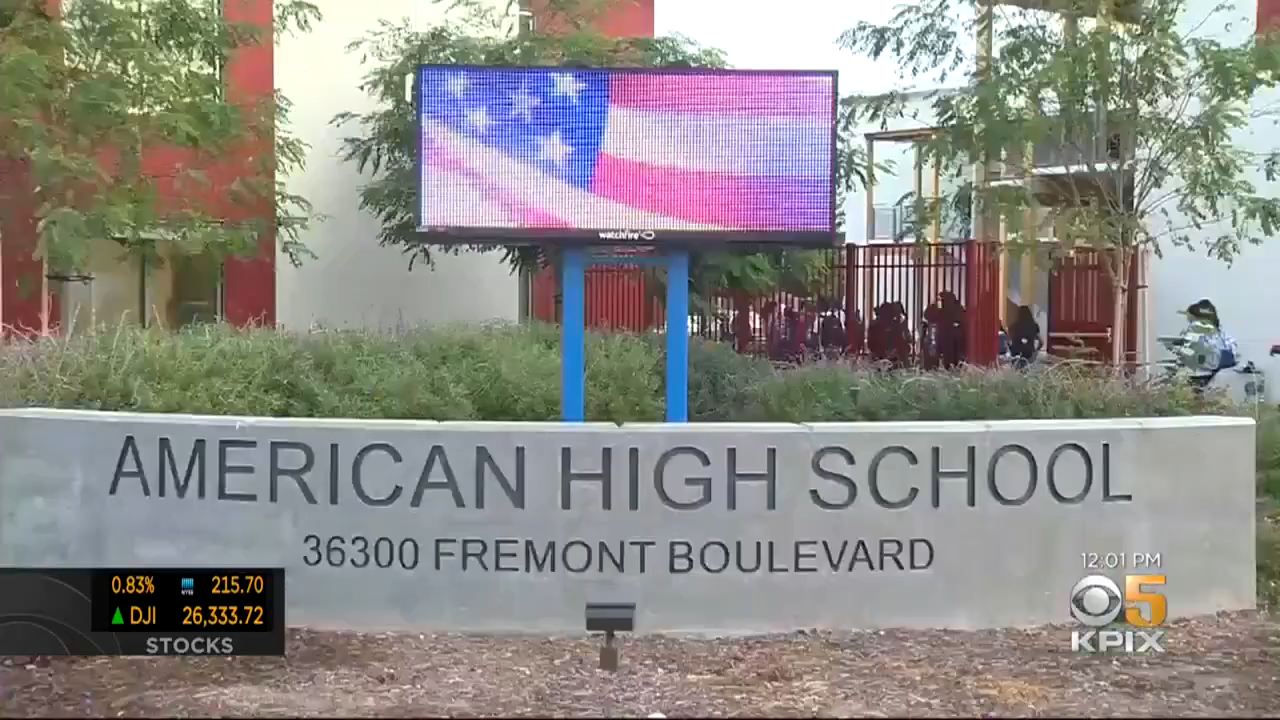 watchfire
AMERICAN HIGH SCHOOL
36300 FREMONT BOULEVARD
0.83% NYSE 215.70
▲ DJI 26,333.72
STOCKS
12:01 PM
5
KPIX